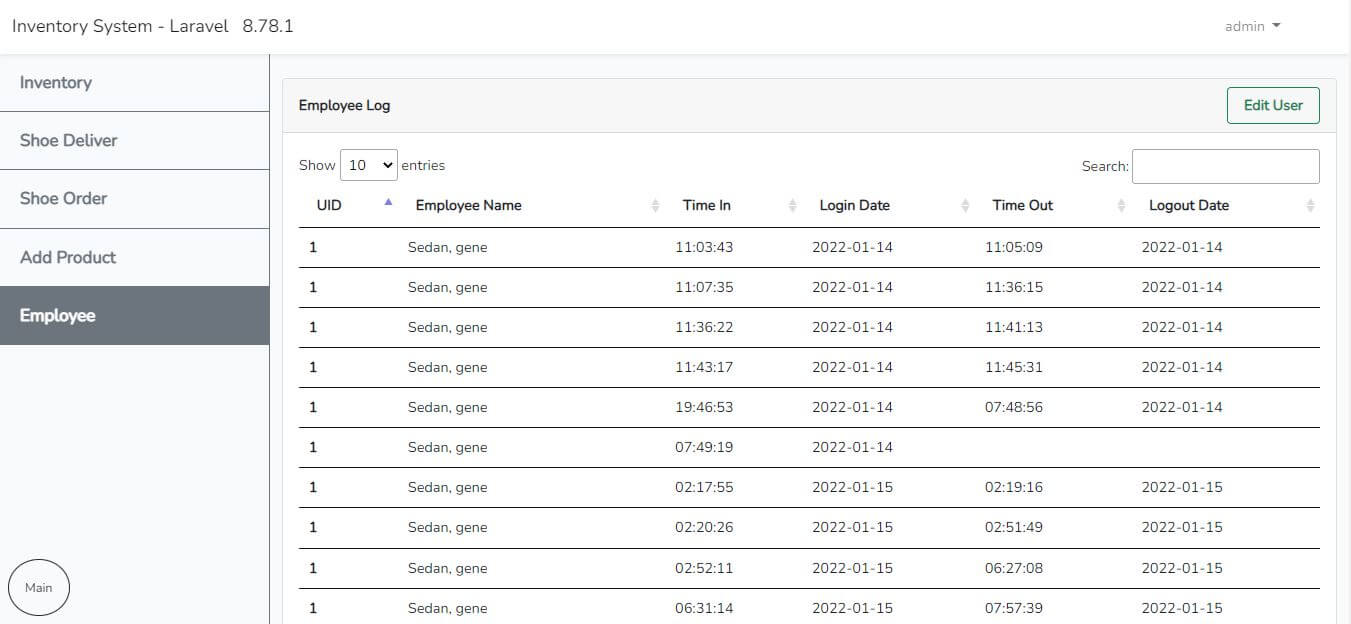 Inventory System - Laravel 8.78.1
admin
Inventory
Shoe Deliver
Shoe Order
Add Product
Employee
Main
Employee Log
Edit User
Show 10 entries
Search:
UID Employee Name Time In Login Date Time Out Logout Date
1 Sedan, gene 11:03:43 2022-01-14 11:05:09 2022-01-14
1 Sedan, gene 11:07:35 2022-01-14 11:36:15 2022-01-14
1 Sedan, gene 11:36:22 2022-01-14 11:41:13 2022-01-14
1 Sedan, gene 11:43:17 2022-01-14 11:45:31 2022-01-14
1 Sedan, gene 19:46:53 2022-01-14 07:48:56 2022-01-14
1 Sedan, gene 07:49:19 2022-01-14
1 Sedan, gene 02:17:55 2022-01-15 02:19:16 2022-01-15
1 Sedan, gene 02:20:26 2022-01-15 02:51:49 2022-01-15
1 Sedan, gene 02:52:11 2022-01-15 06:27:08 2022-01-15
1 Sedan, gene 06:31:14 2022-01-15 07:57:39 2022-01-15